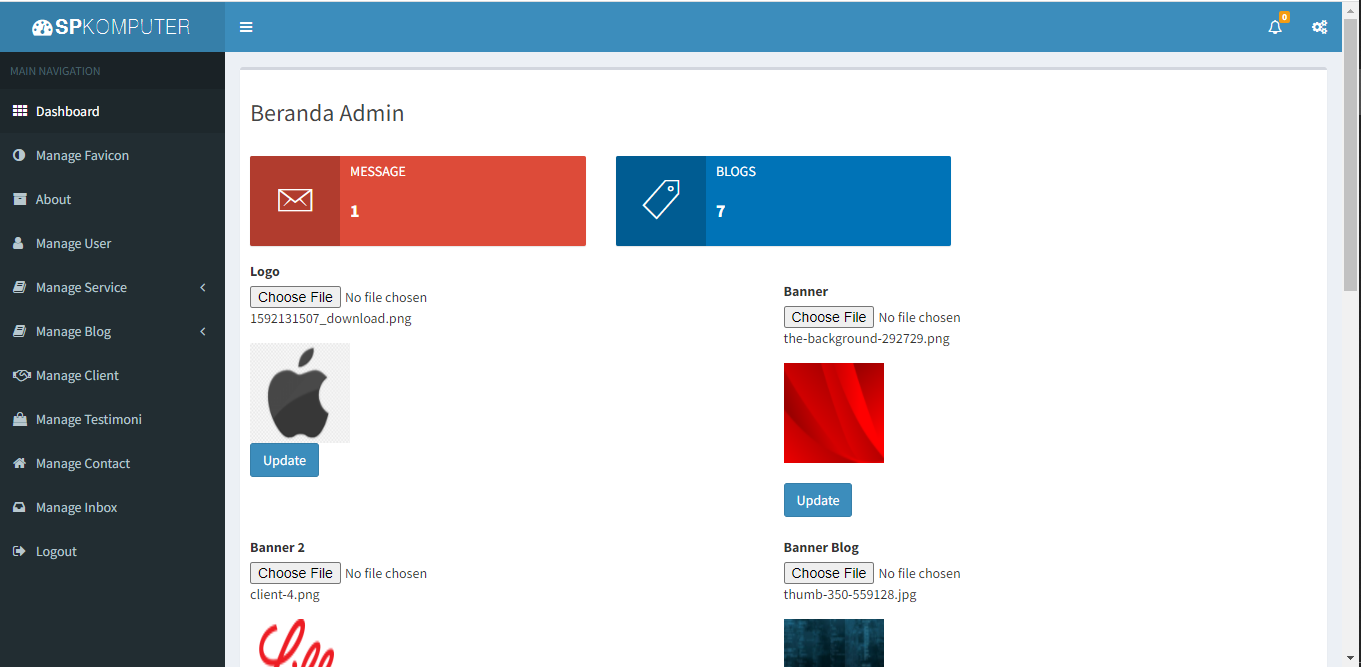 SPKOMPUTER
0
MAIN NAVIGATION
Dashboard
Manage Favicon
About
Manage User
Manage Service
Manage Blog
Manage Client
Manage Testimoni
Manage Contact
Manage Inbox
Logout
Beranda Admin
MESSAGE
1
BLOGS
7
Logo
Choose File No file chosen
1592131507_download.png
Update
Banner
Choose File No file chosen
the-background-292729.png
Update
Banner 2
Choose File No file chosen
client-4.png
Banner Blog
Choose File No file chosen
thumb-350-559128.jpg